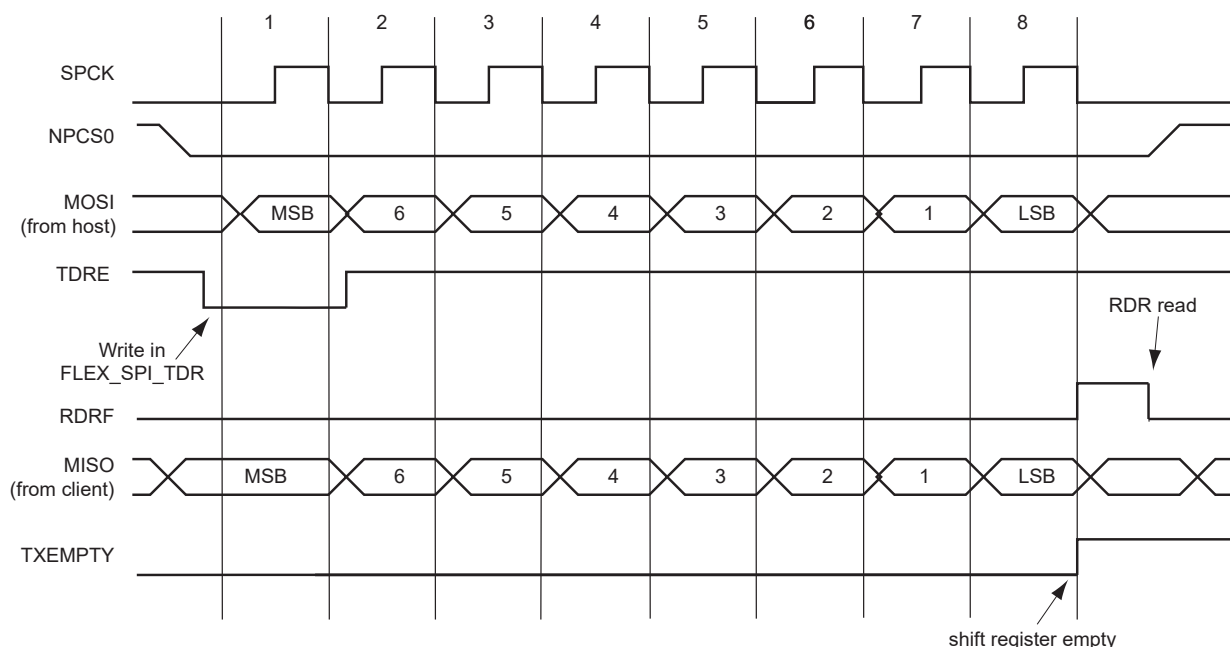 1 2 3 4 5 6 7 8
SPCK
NPCS0
MOSI
(from host)
MSB 6 5 4 3 2 1 LSB
TDRE
RDR read
Write in
FLEX_SPI_TDR
RDRF
MISO
(from client)
MSB 6 5 4 3 2 1 LSB
TXEMPTY
shift register empty